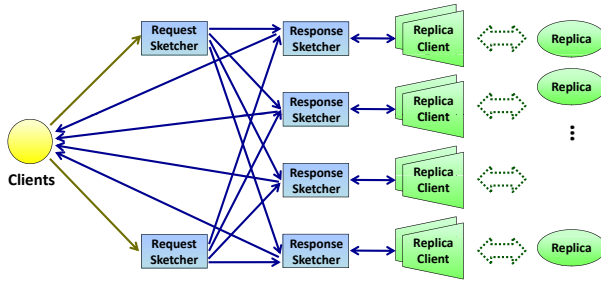 Request
Sketcher
Response
Sketcher
Replica
Client
Replica
Response
Sketcher
Replica
Client
Replica
Clients
Response
Sketcher
Replica
Client
Request
Sketcher
Response
Sketcher
Replica
Client
Replica